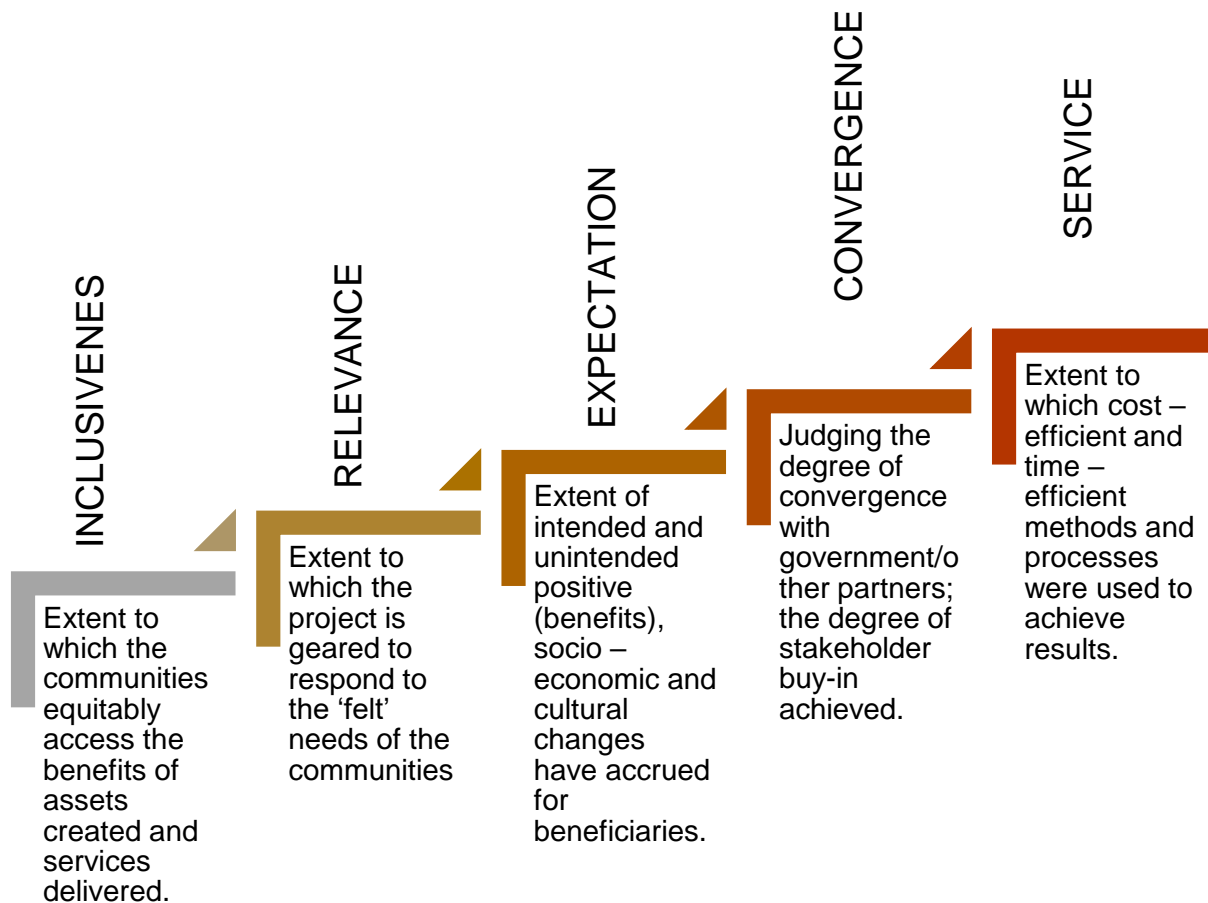 INCLUSIVENES
Extent to
which the
communities
equitably
access the
benefits of
assets
created and
services
delivered.
RELEVANCE
Extent to
which the
project is
geared to
respond to
the ‘felt’
needs of the
communities
EXPECTATION
Extent of
intended and
unintended
positive
(benefits),
socio –
economic and
cultural
changes
have accrued
for
beneficiaries.
CONVERGENCE
Judging the
degree of
convergence
with
government/o
ther partners;
the degree of
stakeholder
buy-in
achieved.
SERVICE
Extent to
which cost –
efficient and
time –
efficient
methods and
processes
were used to
achieve
results.